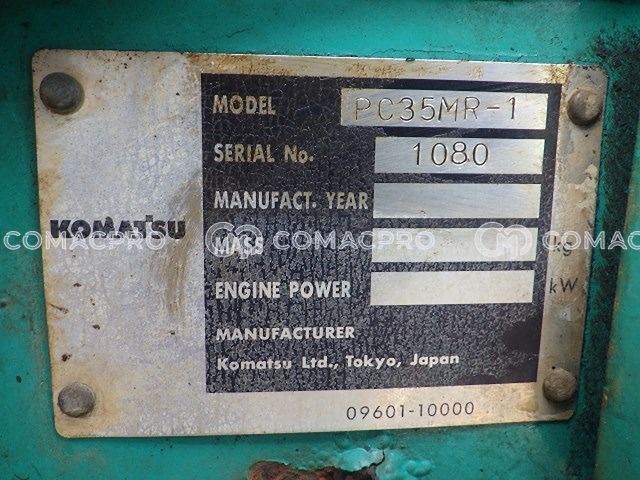 MODEL PC35MR-1
SERIAL No. 1080
MANUFACT. YEAR
KOMATSU
COMACPRO COMACPRO COMACPRO
MASS kg
ENGINE POWER kW
MANUFACTURER
Komatsu Ltd., Tokyo, Japan
09601-10000